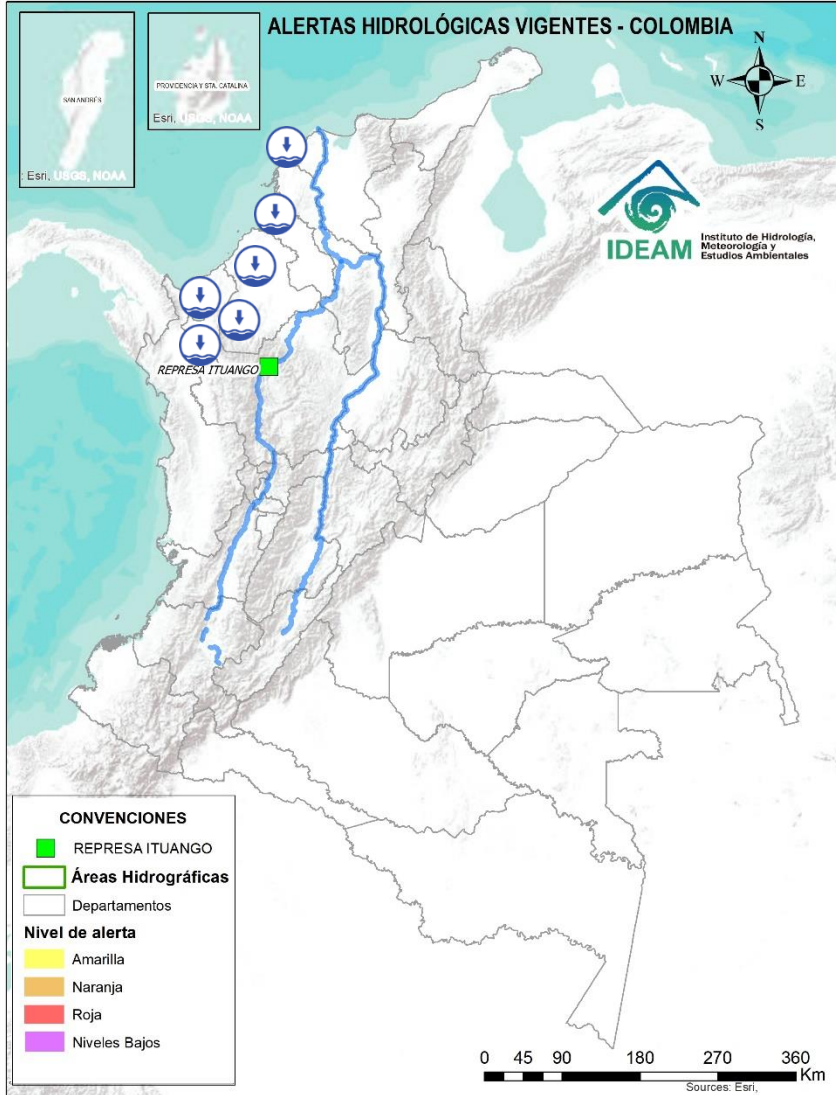 ALERTAS HIDROLÓGICAS VIGENTES - COLOMBIA
SAN ANDRÉS
: Esri, USGS, NOAA
PROVIDENCIA Y STA. CATALINA
Esri, USGS, NOAA
N
W
E
S
IDEAM
Instituto de Hidrología,
Meteorología y
Estudios Ambientales
REPRESA ITUANGO
CONVENCIONES
REPRESA ITUANGO
Áreas Hidrográficas
Departamentos
Nivel de alerta
Amarilla
Naranja
Roja
Niveles Bajos
0 45 90 180 270 360
Km
Sources: Esri,